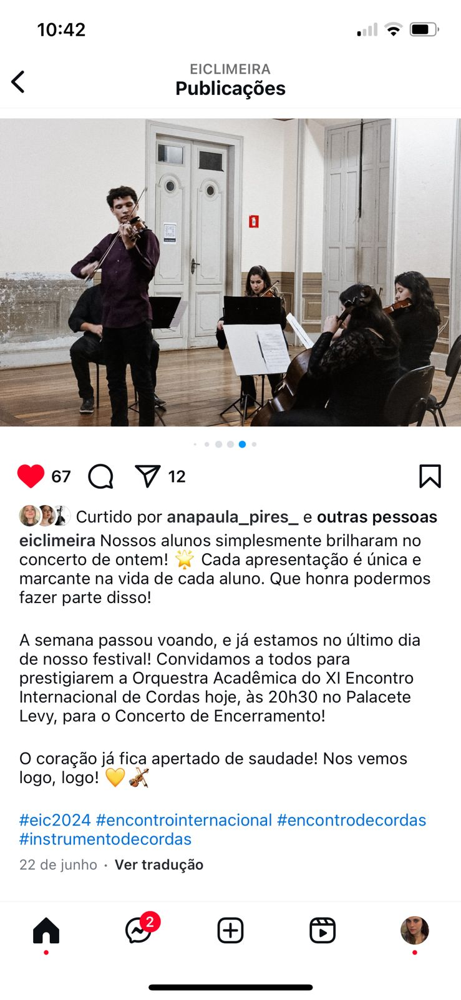 10:42
EICLIMEIRA
Publicações
67
12
Curtido por anapaula_pires_ e outras pessoas
eiclimeira Nossos alunos simplesmente brilharam no
concerto de ontem! 🌟 Cada apresentação é única e
marcante na vida de cada aluno. Que honra podermos
fazer parte disso!
A semana passou voando, e já estamos no último dia
de nosso festival! Convidamos a todos para
prestigiarem a Orquestra Acadêmica do XI Encontro
Internacional de Cordas hoje, às 20h30 no Palacete
Levy, para o Concerto de Encerramento!
O coração já fica apertado de saudade! Nos vemos
logo, logo! 💛🎻
#eic2024 #encontrointernacional #encontrodecordas
#instrumentodecordas
22 de junho · Ver tradução
2